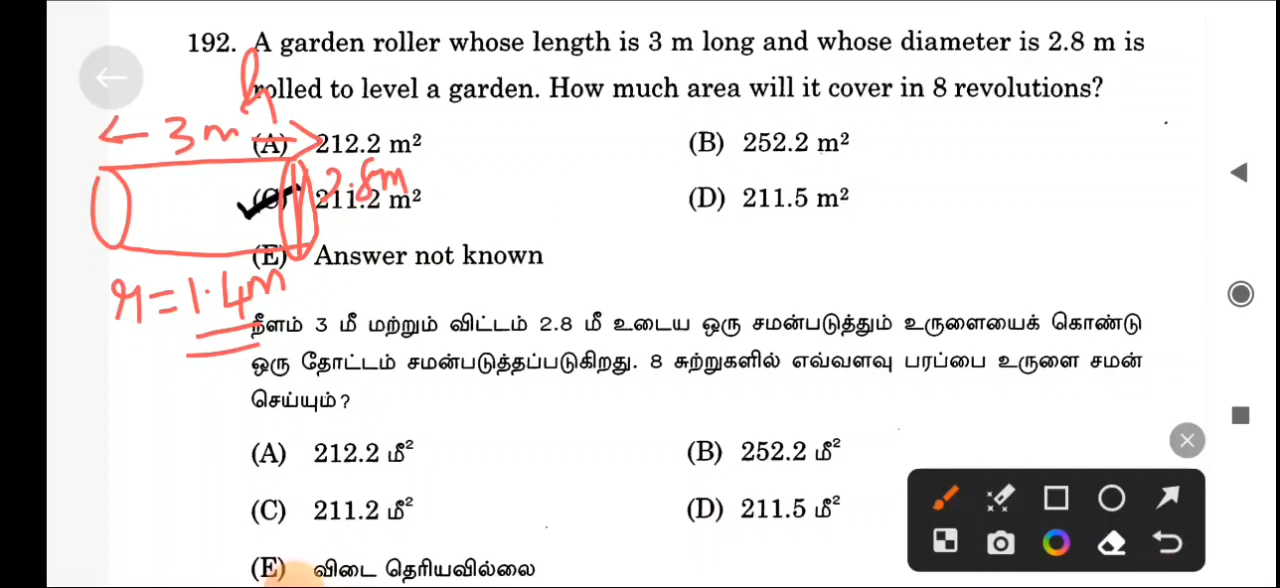 192. A garden roller whose length is 3 m long and whose diameter is 2.8 m is
rolled to level a garden. How much area will it cover in 8 revolutions?
h
3 m
(A) 212.2 m² (B) 252.2 m²
2.8m
(C) 211.2 m² (D) 211.5 m²
(E) Answer not known
r = 1.4m
நீளம் 3 மீ மற்றும் விட்டம் 2.8 மீ உடைய ஒரு சமன்படுத்தும் உருளையைக் கொண்டு
ஒரு தோட்டம் சமன்படுத்தப்படுகிறது. 8 சுற்றுகளில் எவ்வளவு பரப்பை உருளை சமன்
செய்யும்?
(A) 212.2 மீ² (B) 252.2 மீ²
(C) 211.2 மீ² (D) 211.5 மீ²
(E) விடை தெரியவில்லை